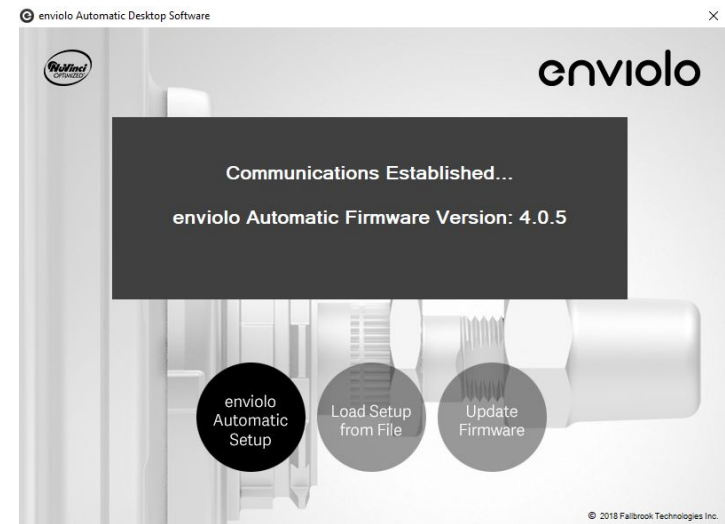 enviolo Automatic Desktop Software
NuVinci
OPTIMIZED
enviolo
Communications Established...
enviolo Automatic Firmware Version: 4.0.5
enviolo
Automatic
Setup
Load Setup
from File
Update
Firmware
© 2018 Fallbrook Technologies Inc.